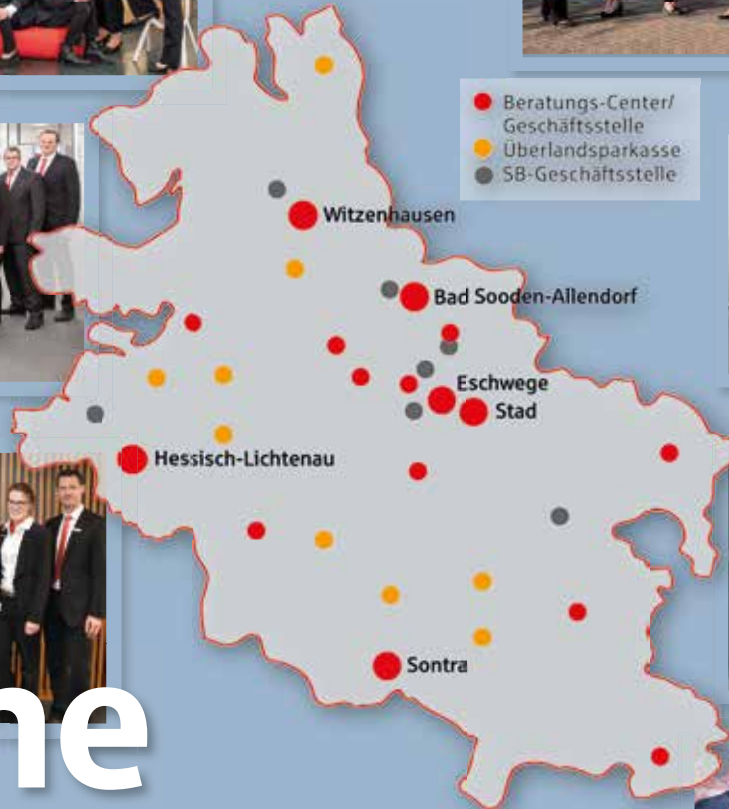 Beratungs-Center/
Geschäftsstelle
Überlandsparkasse
SB-Geschäftsstelle
Witzenhausen
Bad Sooden-Allendorf
Eschwege
Stad
Hessisch-Lichtenau
Sontra
ne